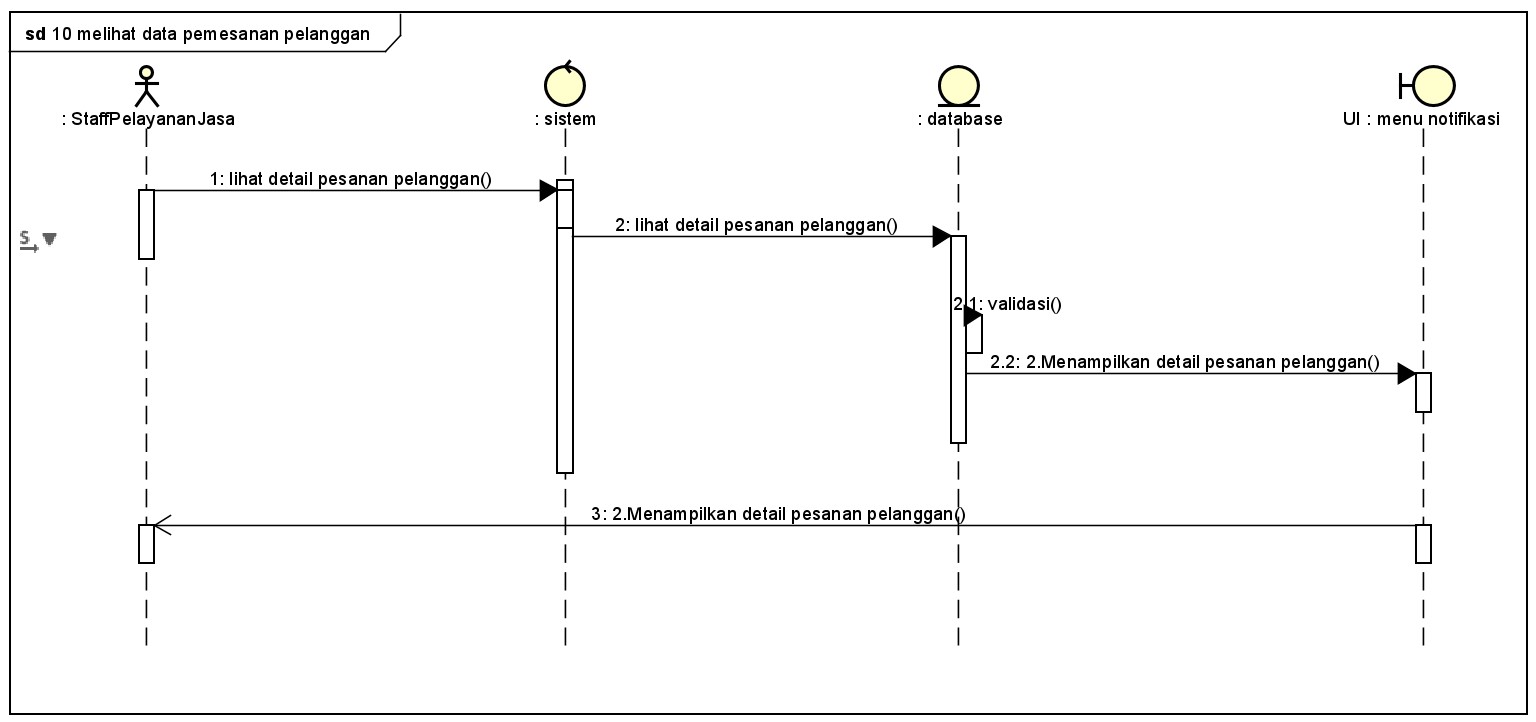 sd 10 melihat data pemesanan pelanggan
: StaffPelayananJasa
: sistem
: database
UI : menu notifikasi
1: lihat detail pesanan pelanggan()
2: lihat detail pesanan pelanggan()
S
2.1: validasi()
2.2: 2.Menampilkan detail pesanan pelanggan()
3: 2.Menampilkan detail pesanan pelanggan()